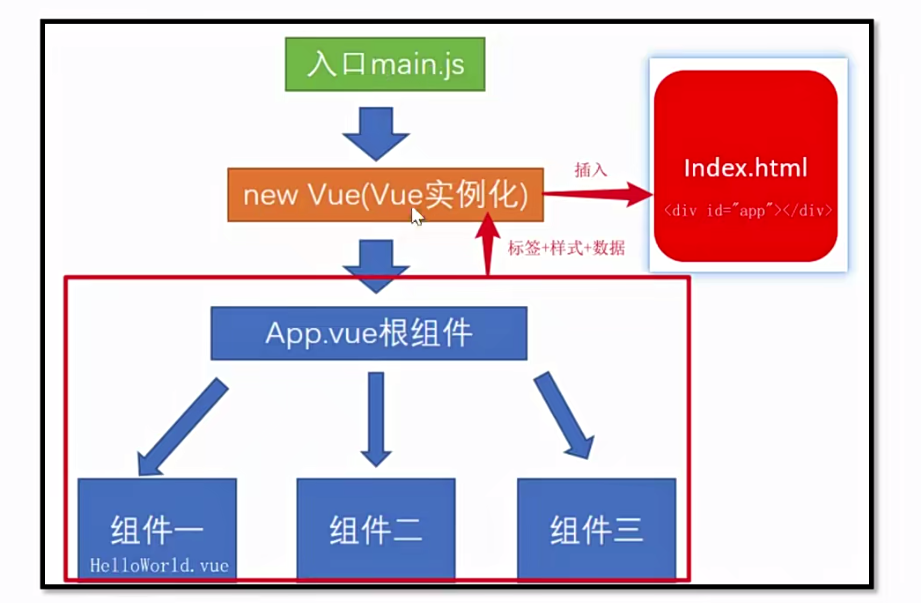 入口main.js
new Vue(Vue实例化)
插入
Index.html
<div id="app"></div>
标签+样式+数据
App.vue根组件
组件一
HelloWorld.vue
组件二
组件三